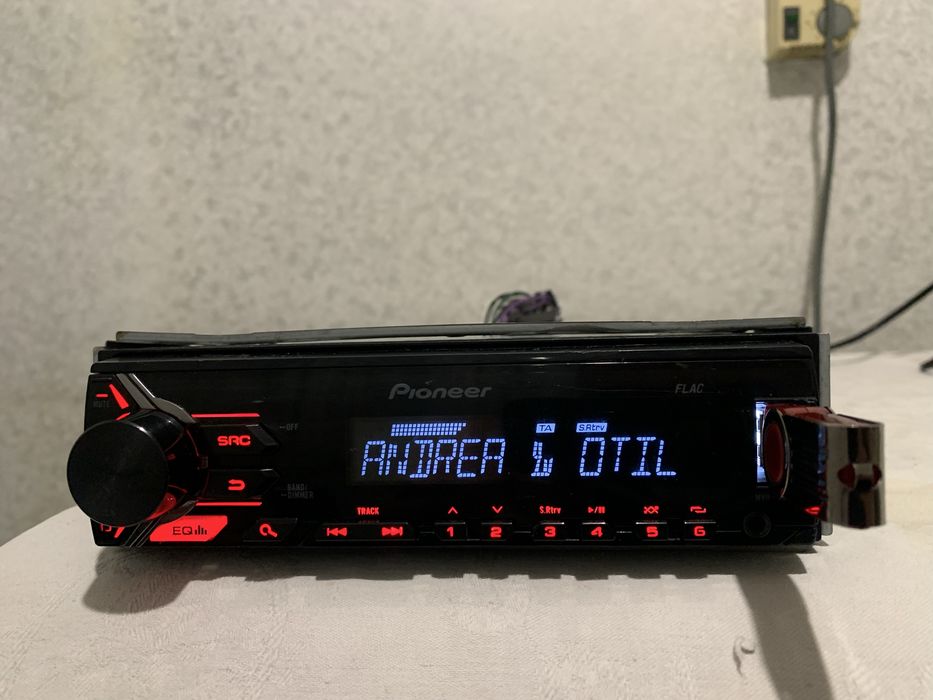 Pioneer
FLAC
MUTE
OFF
SRC
TA
S.Rtrv
ANDREA & OTIL
BAND/
DIMMER
TRACK
S.Rtrv
EQ
1 2 3 4 5 6